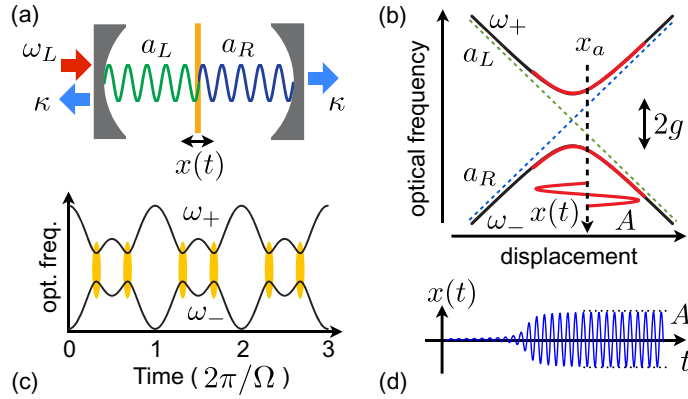 (a)
ω_L
a_L
a_R
κ
κ
x(t)
(b)
optical frequency
ω_+
a_L
x_a
2g
a_R
x(t)
A
ω_−
displacement
opt. freq.
ω_+
ω_−
0
1
2
3
(c)
Time ( 2π/Ω )
x(t)
A
t
(d)